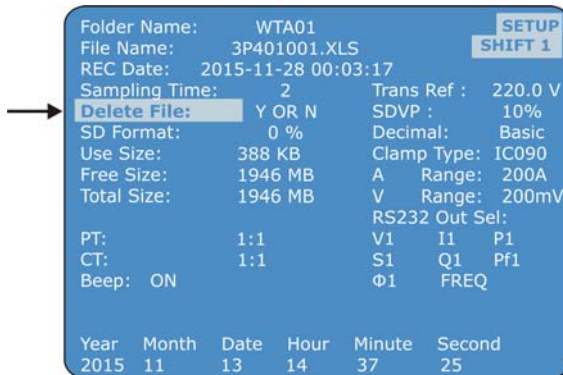 Folder Name: WTA01 SETUP
File Name: 3P401001.XLS SHIFT 1
REC Date: 2015-11-28 00:03:17
Sampling Time: 2 Trans Ref : 220.0 V
Delete File: Y OR N SDVP : 10%
SD Format: 0 % Decimal: Basic
Use Size: 388 KB Clamp Type: IC090
Free Size: 1946 MB A Range: 200A
Total Size: 1946 MB V Range: 200mV
RS232 Out Sel:
PT: 1:1 V1 I1 P1
CT: 1:1 S1 Q1 Pf1
Beep: ON Φ1 FREQ
Year Month Date Hour Minute Second
2015 11 13 14 37 25